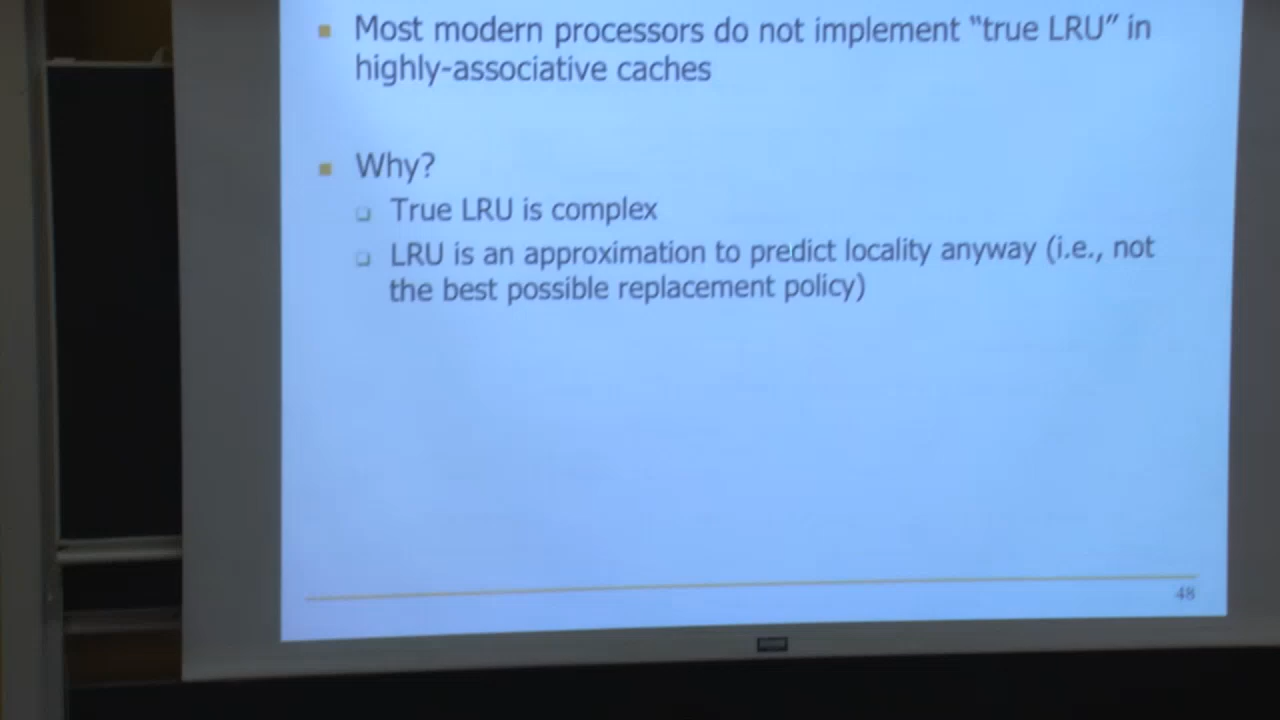 Most modern processors do not implement “true LRU” in
highly-associative caches
Why?
True LRU is complex
LRU is an approximation to predict locality anyway (i.e., not
the best possible replacement policy)
48